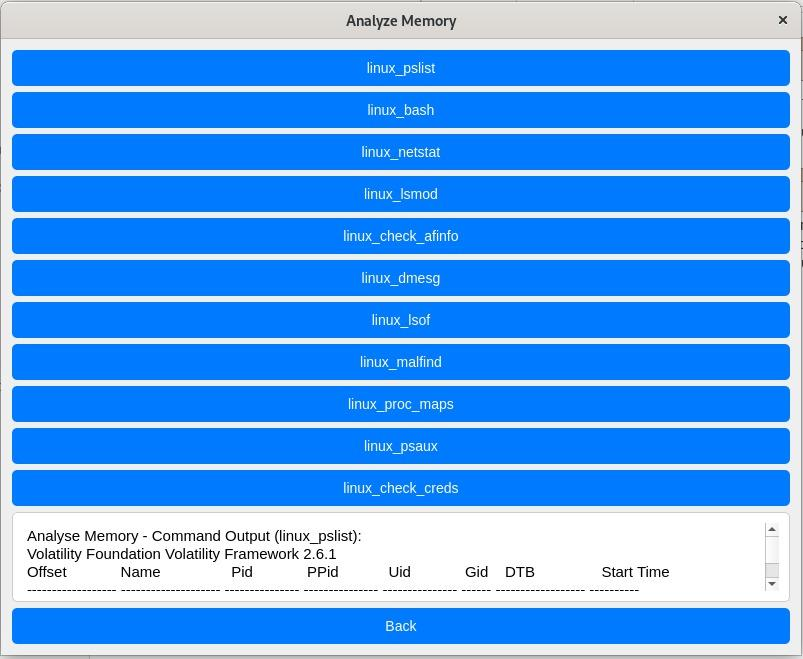 Analyze Memory
linux_pslist
linux_bash
linux_netstat
linux_lsmod
linux_check_afinfo
linux_dmesg
linux_lsof
linux_malfind
linux_proc_maps
linux_psaux
linux_check_creds
Analyse Memory - Command Output (linux_pslist):
Volatility Foundation Volatility Framework 2.6.1
Offset Name Pid PPid Uid Gid DTB Start Time
------------------ -------------------- --------------- --------------- --------------- ------ ------------------ ----------
Back